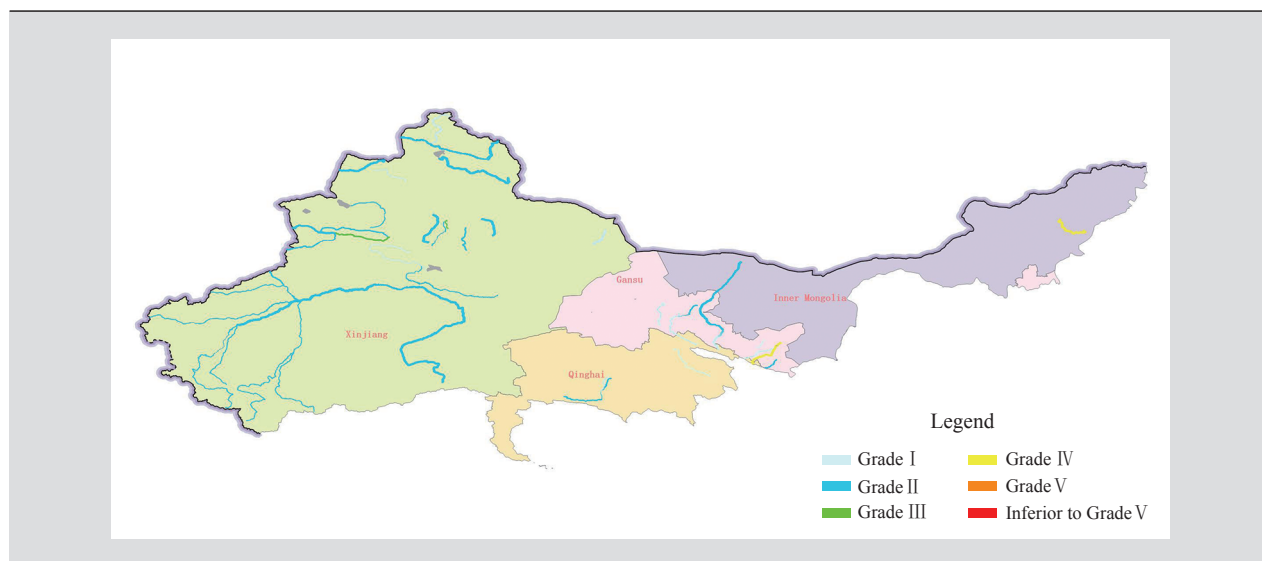 Gansu
Inner Mongolia
Xinjiang
Qinghai
Legend
Grade Ⅰ
Grade Ⅳ
Grade Ⅱ
Grade Ⅴ
Grade Ⅲ
Inferior to Grade Ⅴ